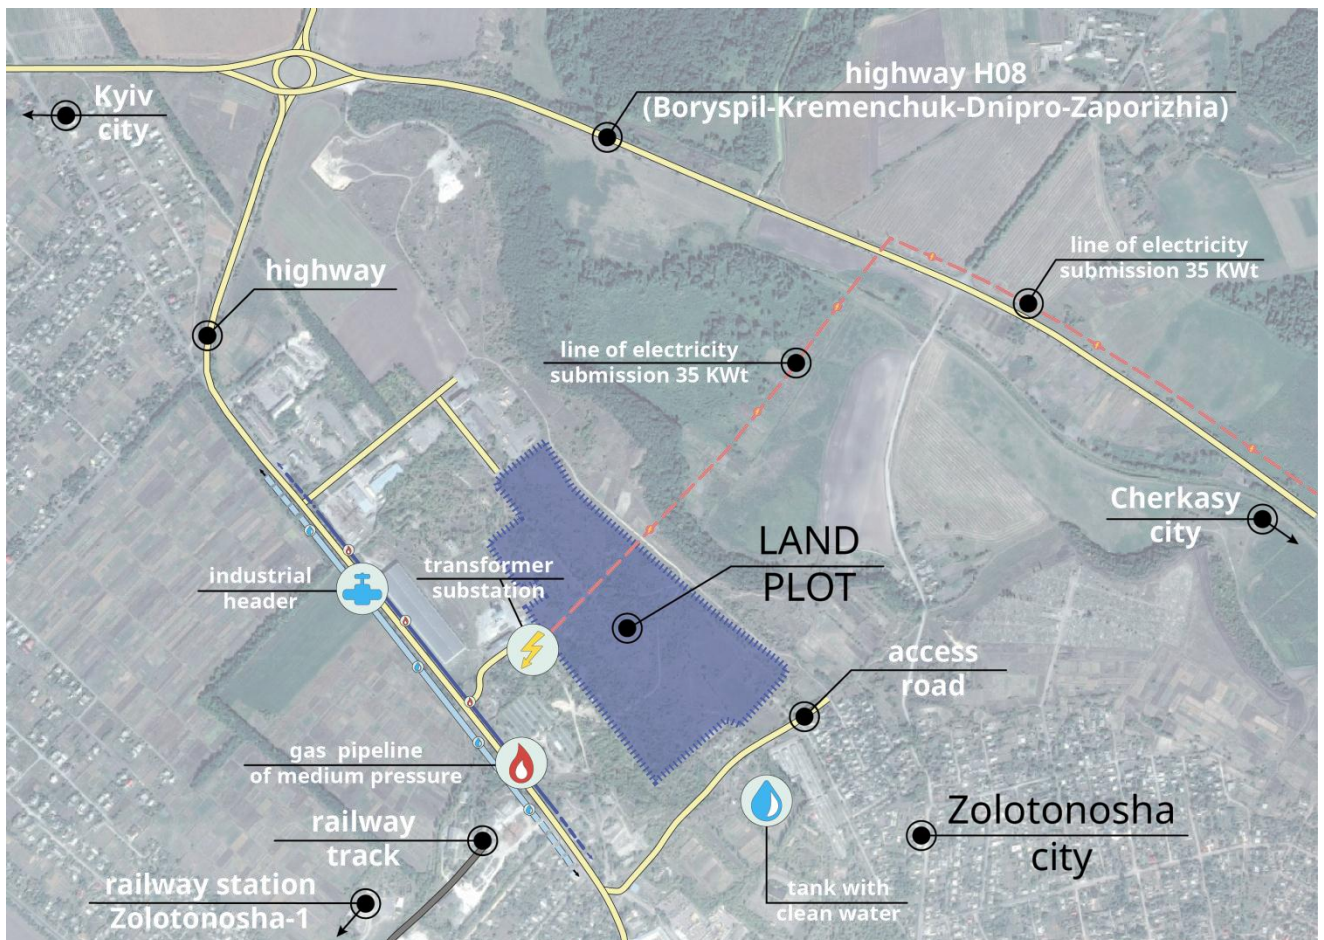 highway H08
(Boryspil-Kremenchuk-Dnipro-Zaporizhia)
Kyiv
city
line of electricity
submission 35 KWt
highway
line of electricity
submission 35 KWt
Cherkasy
city
LAND
PLOT
transformer
substation
industrial
header
access
road
gas pipeline
of medium pressure
Zolotonosha
city
railway
track
railway station
Zolotonosha-1
tank with
clean water